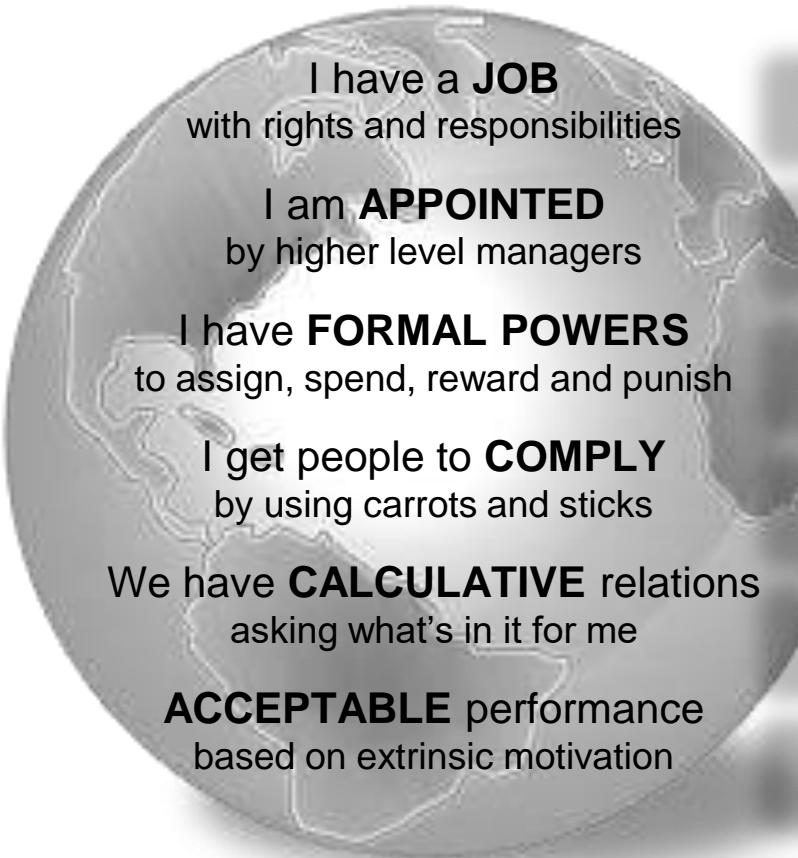 I have a JOB
with rights and responsibilities
I am APPOINTED
by higher level managers
I have FORMAL POWERS
to assign, spend, reward and punish
I get people to COMPLY
by using carrots and sticks
We have CALCULATIVE relations
asking what's in it for me
ACCEPTABLE performance
based on extrinsic motivation